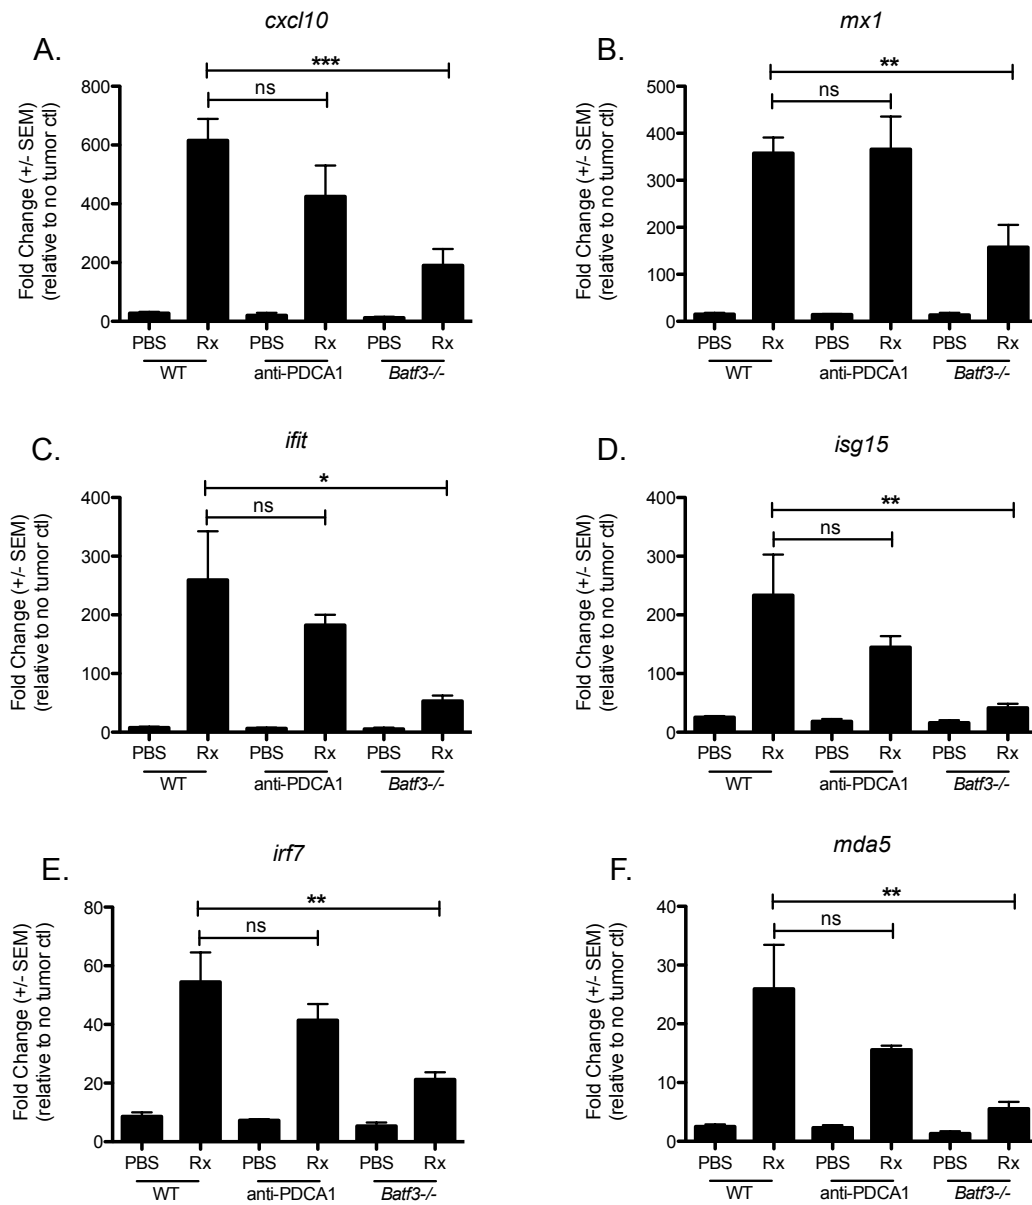 A.
cxcl10
***
ns
Fold Change (+/- SEM)
(relative to no tumor ctl)
800
600
400
200
0
PBS Rx PBS Rx PBS Rx
WT anti-PDCA1 Batf3-/-
B.
mx1
**
ns
Fold Change (+/- SEM)
(relative to no tumor ctl)
500
400
300
200
100
0
PBS Rx PBS Rx PBS Rx
WT anti-PDCA1 Batf3-/-
C.
ifit
*
ns
Fold Change (+/- SEM)
(relative to no tumor ctl)
400
300
200
100
0
PBS Rx PBS Rx PBS Rx
WT anti-PDCA1 Batf3-/-
D.
isg15
**
ns
Fold Change (+/- SEM)
(relative to no tumor ctl)
400
300
200
100
0
PBS Rx PBS Rx PBS Rx
WT anti-PDCA1 Batf3-/-
E.
irf7
**
ns
Fold Change (+/- SEM)
(relative to no tumor ctl)
80
60
40
20
0
PBS Rx PBS Rx PBS Rx
WT anti-PDCA1 Batf3-/-
F.
mda5
**
ns
Fold Change (+/- SEM)
(relative to no tumor ctl)
40
30
20
10
0
PBS Rx PBS Rx PBS Rx
WT anti-PDCA1 Batf3-/-